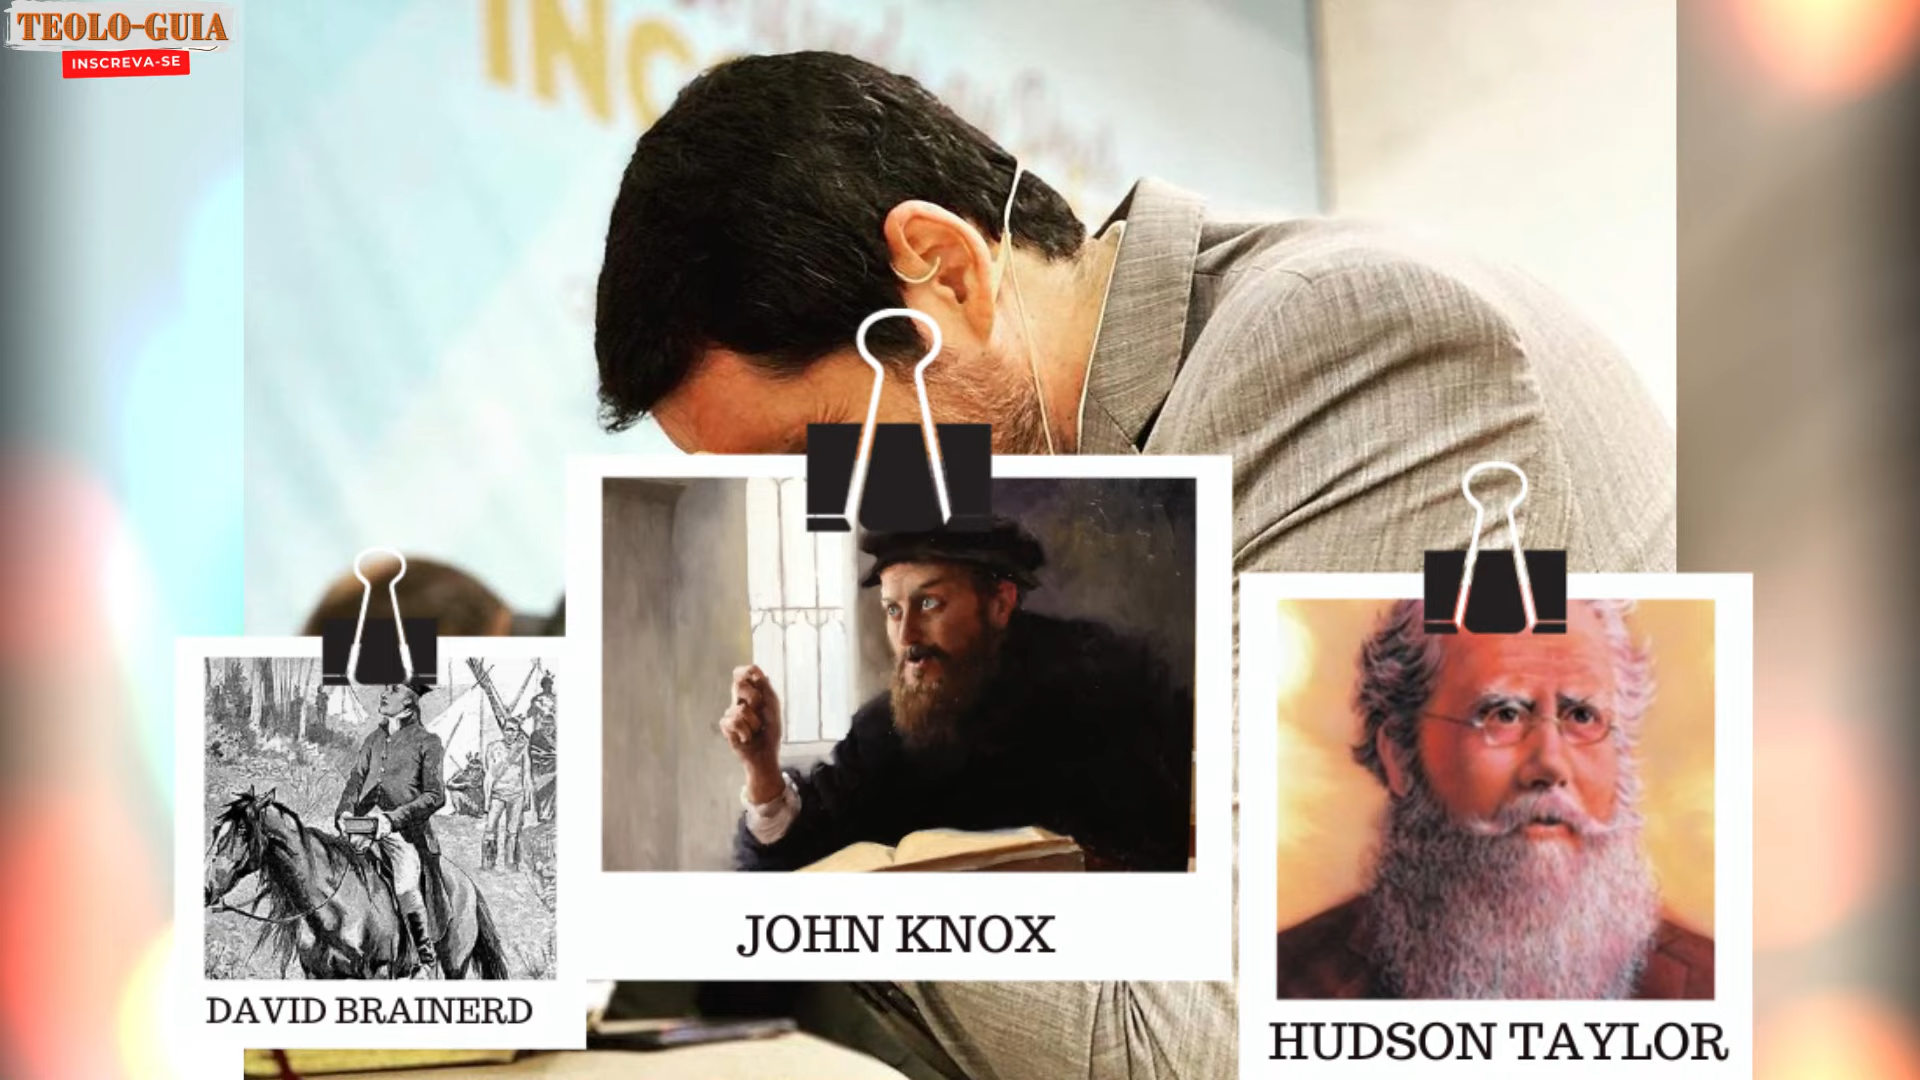 TEOLO-GUIA
INSCREVA-SE
JOHN KNOX
DAVID BRAINERD
HUDSON TAYLOR